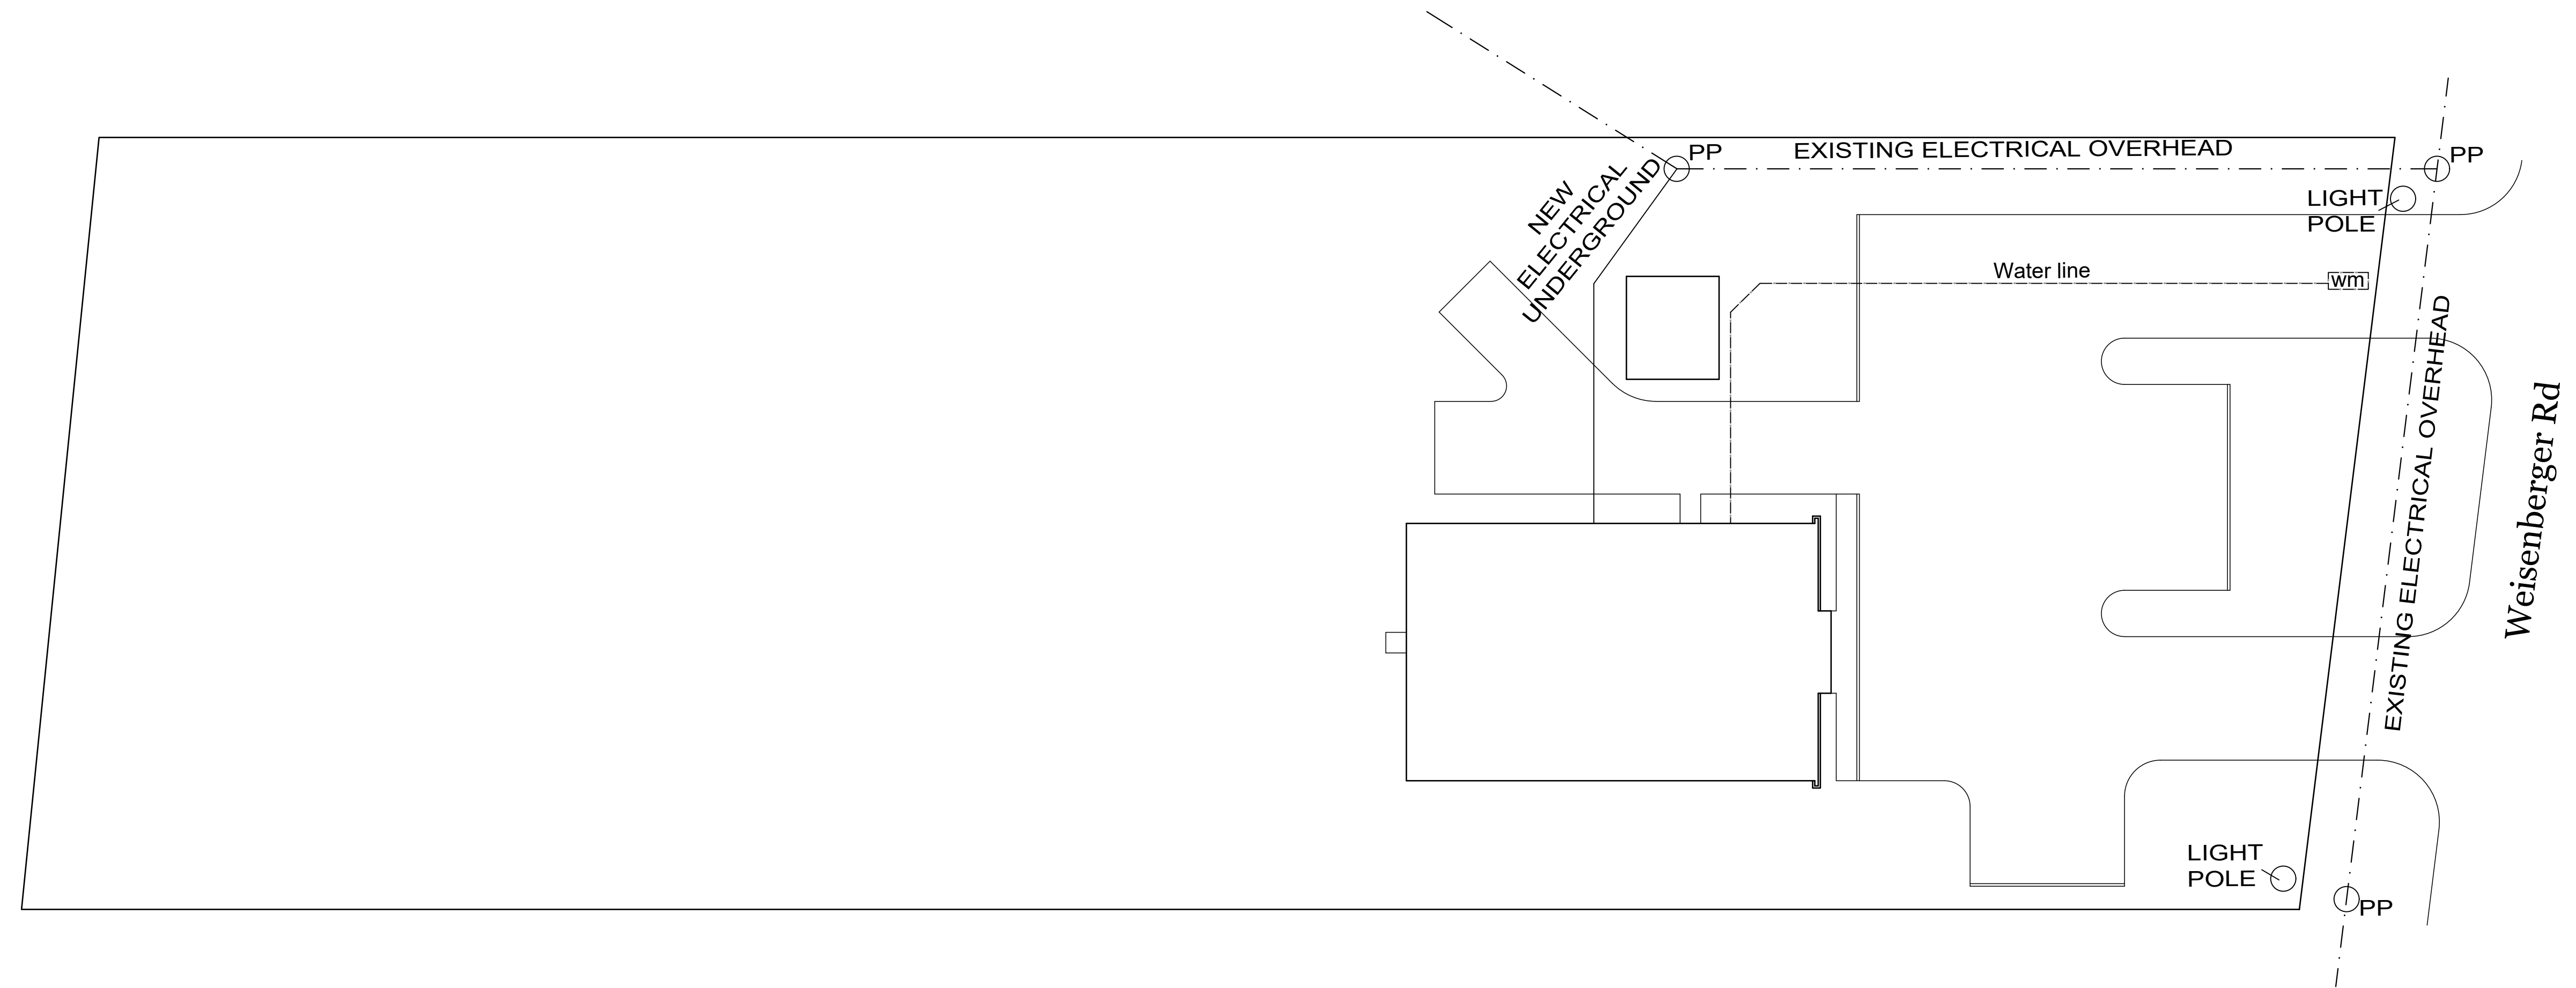 PP
EXISTING ELECTRICAL OVERHEAD
PP
NEW
ELECTRICAL
UNDERGROUND
LIGHT
POLE
Water line
wm
EXISTING ELECTRICAL OVERHEAD
Weisenberger Rd
LIGHT
POLE
PP